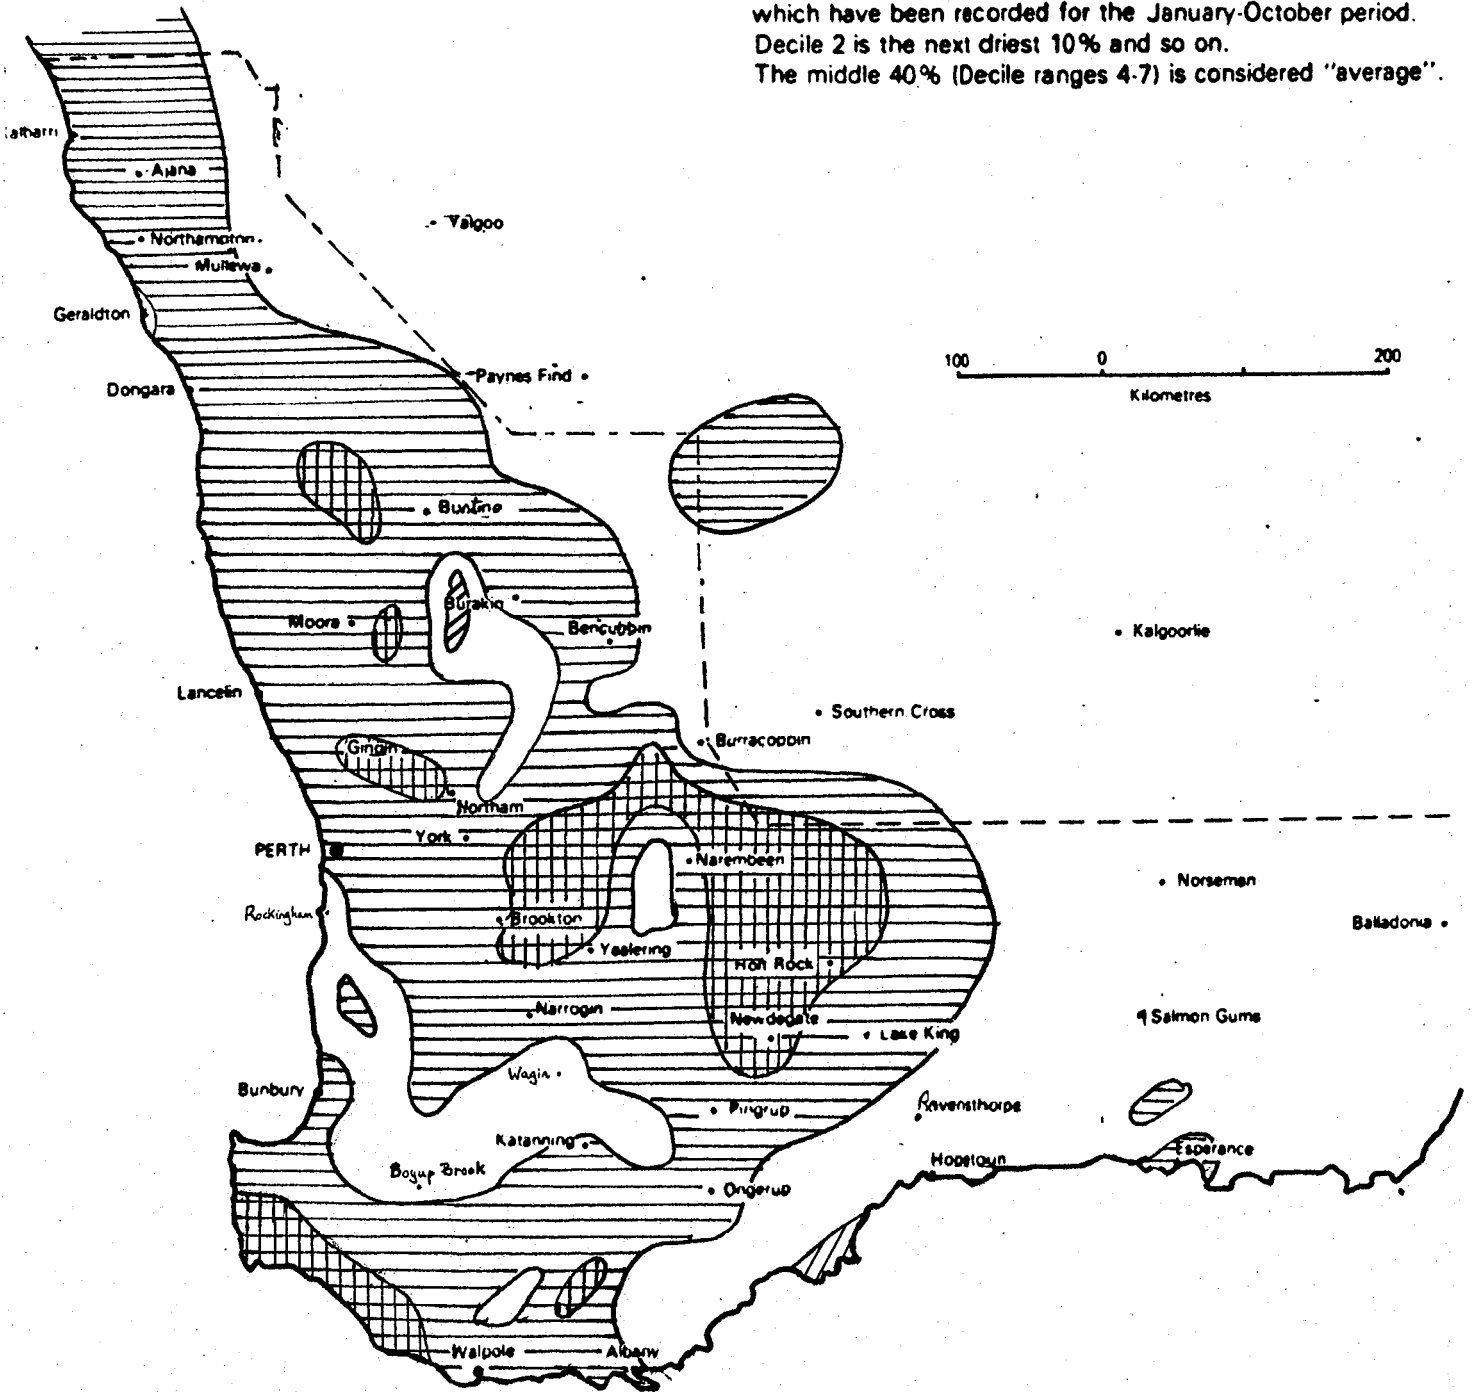 which have been recorded for the January-October period.
Decile 2 is the next driest 10% and so on.
The middle 40% (Decile ranges 4-7) is considered "average".
Ajana
Yalgoo
Northampton
Mullewa
Geraldton
100 0 200
Kilometres
Paynes Find
Dongara
Buntine
Burakin
Moora
Bencubbin
Kalgoorlie
Lancelin
Southern Cross
Burracoppin
Gingin
Northam
York
PERTH
Narembeen
Norseman
Rockingham
Brookton
Balladonia
Yealering
Holt Rock
Narrogin
Newdegate
Salmon Gums
Lake King
Wagin
Bunbury
Pingrup
Ravensthorpe
Katanning
Esperance
Hopetoun
Boyup Brook
Ongerup
Walpole
Albany